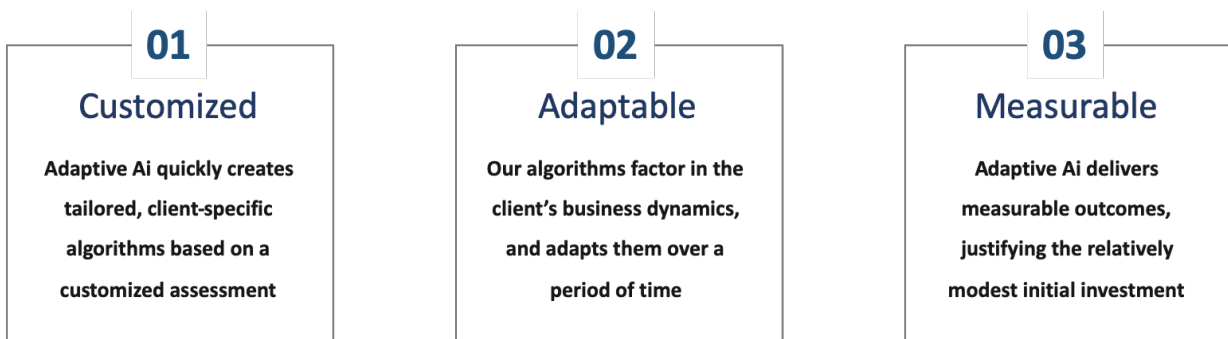 01
Customized
Adaptive Ai quickly creates
tailored, client-specific
algorithms based on a
customized assessment
02
Adaptable
Our algorithms factor in the
client’s business dynamics,
and adapts them over a
period of time
03
Measurable
Adaptive Ai delivers
measurable outcomes,
justifying the relatively
modest initial investment